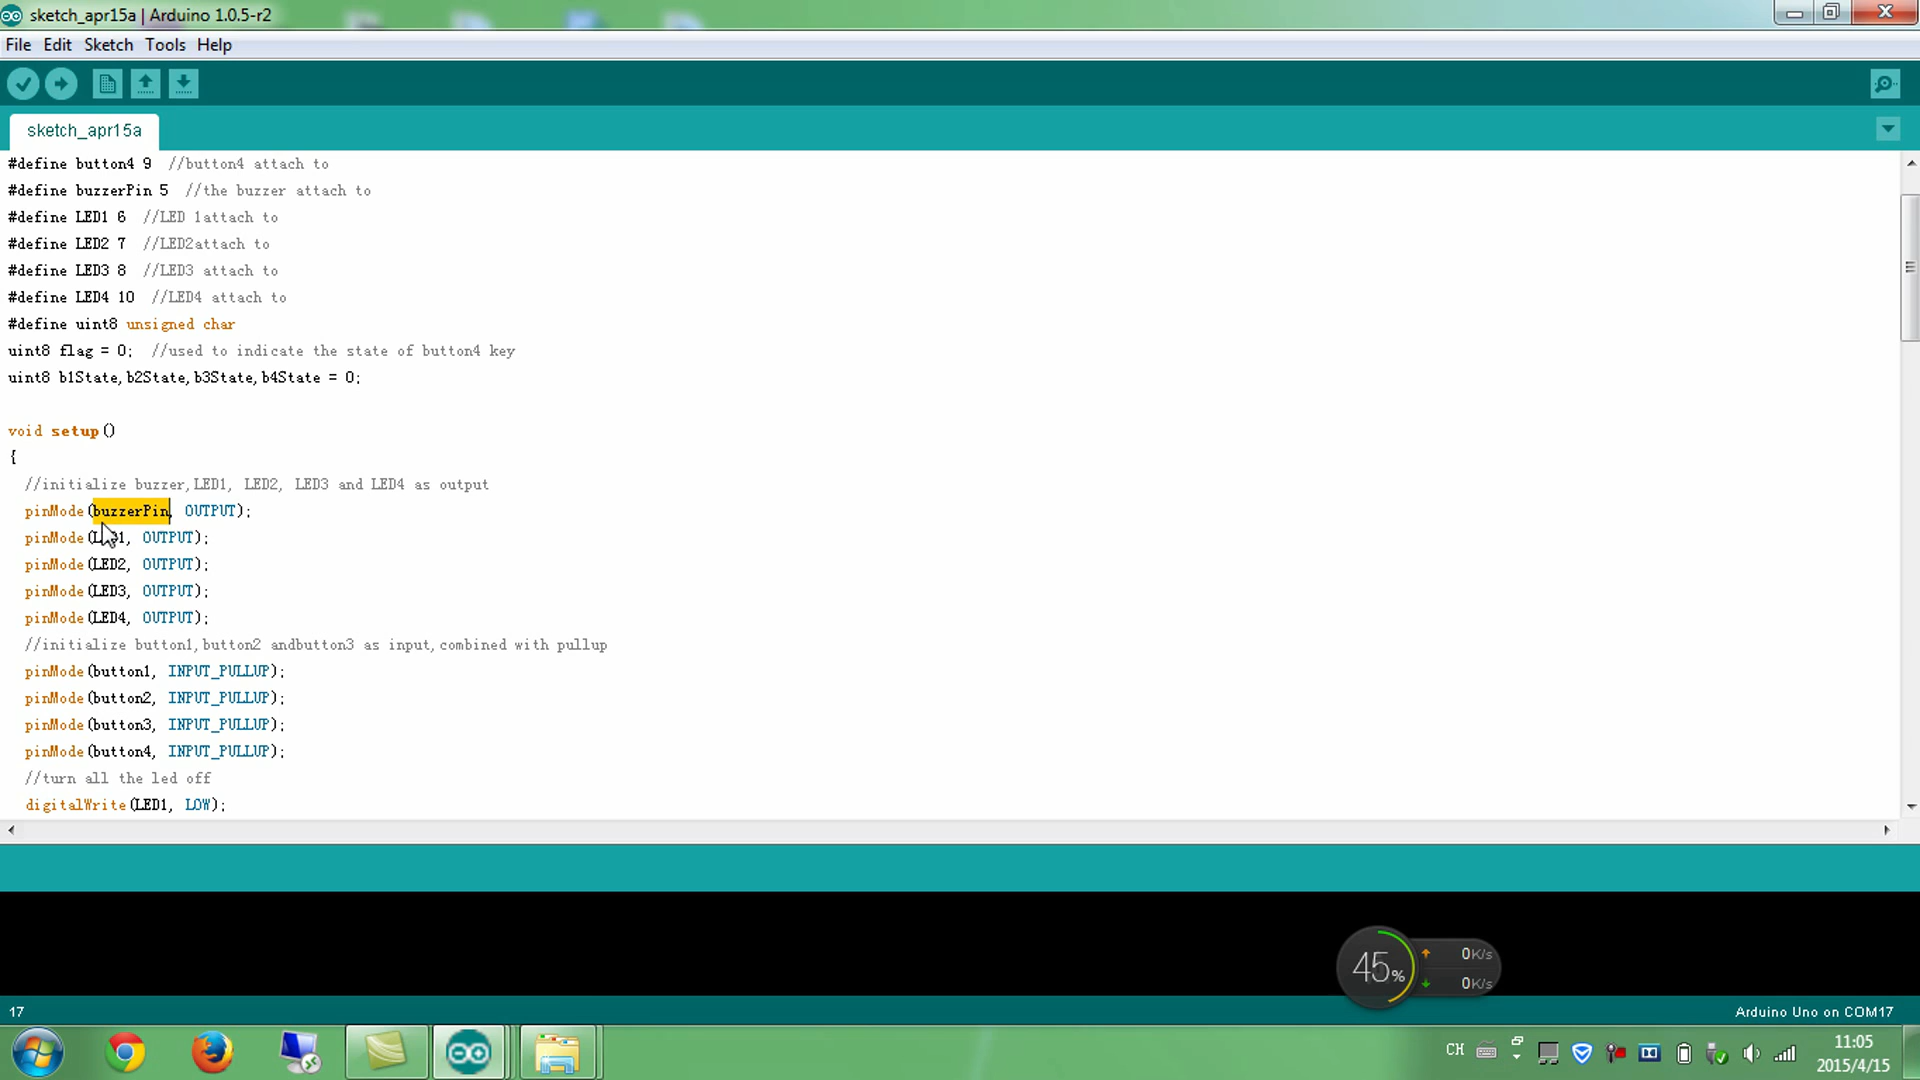 sketch_apr15a | Arduino 1.0.5-r2
File Edit Sketch Tools Help
sketch_apr15a
#define button4 9 //button4 attach to
#define buzzerPin 5 //the buzzer attach to
#define LED1 6 //LED 1attach to
#define LED2 7 //LED2attach to
#define LED3 8 //LED3 attach to
#define LED4 10 //LED4 attach to
#define uint8 unsigned char
uint8 flag = 0; //used to indicate the state of button4 key
uint8 b1State,b2State,b3State,b4State = 0;
void setup()
{
//initialize buzzer,LED1, LED2, LED3 and LED4 as output
pinMode(buzzerPin, OUTPUT);
pinMode(LED1, OUTPUT);
pinMode(LED2, OUTPUT);
pinMode(LED3, OUTPUT);
pinMode(LED4, OUTPUT);
//initialize button1,button2 andbutton3 as input,combined with pullup
pinMode(button1, INPUT_PULLUP);
pinMode(button2, INPUT_PULLUP);
pinMode(button3, INPUT_PULLUP);
pinMode(button4, INPUT_PULLUP);
//turn all the led off
digitalWrite(LED1, LOW);
45%
0K/s
0K/s
17
Arduino Uno on COM17
CH
11:05
2015/4/15